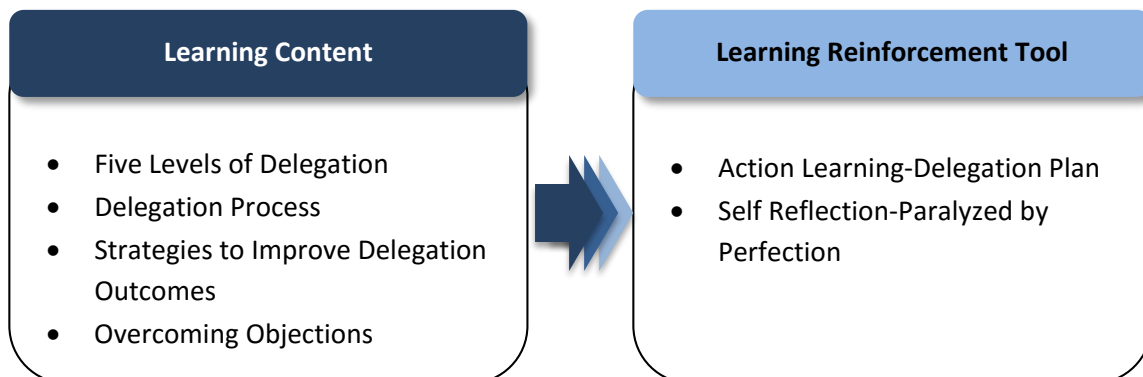 Learning Content
• Five Levels of Delegation
• Delegation Process
• Strategies to Improve Delegation
Outcomes
• Overcoming Objections
Learning Reinforcement Tool
• Action Learning-Delegation Plan
• Self Reflection-Paralyzed by
Perfection